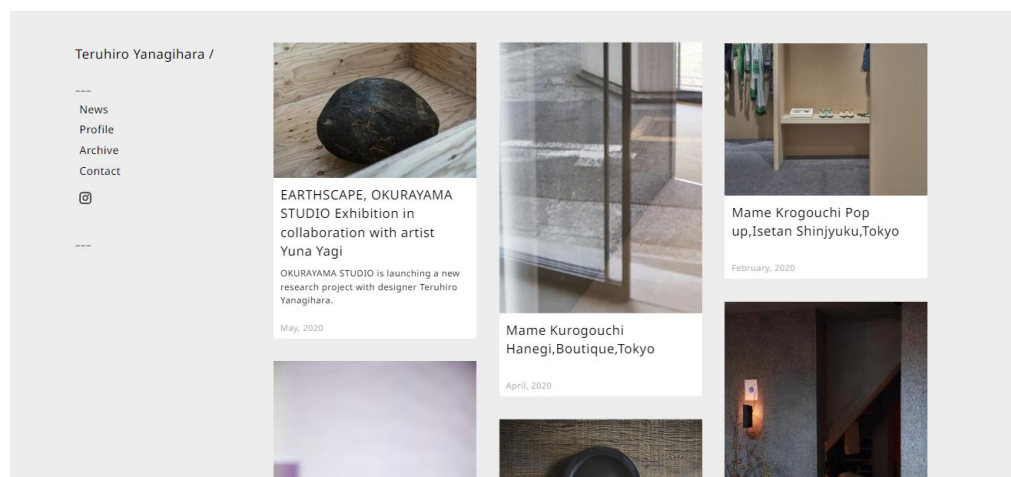 Teruhiro Yanagihara /
---
News
Profile
Archive
Contact
---
EARTHSCAPE, OKURAYAMA
STUDIO Exhibition in
collaboration with artist
Yuna Yagi
OKURAYAMA STUDIO is launching a new
research project with designer Teruhiro
Yanagihara.
May, 2020
Mame Kurogouchi
Hanegi,Boutique,Tokyo
April, 2020
Mame Krogouchi Pop
up,Isetan Shinjyuku,Tokyo
February, 2020